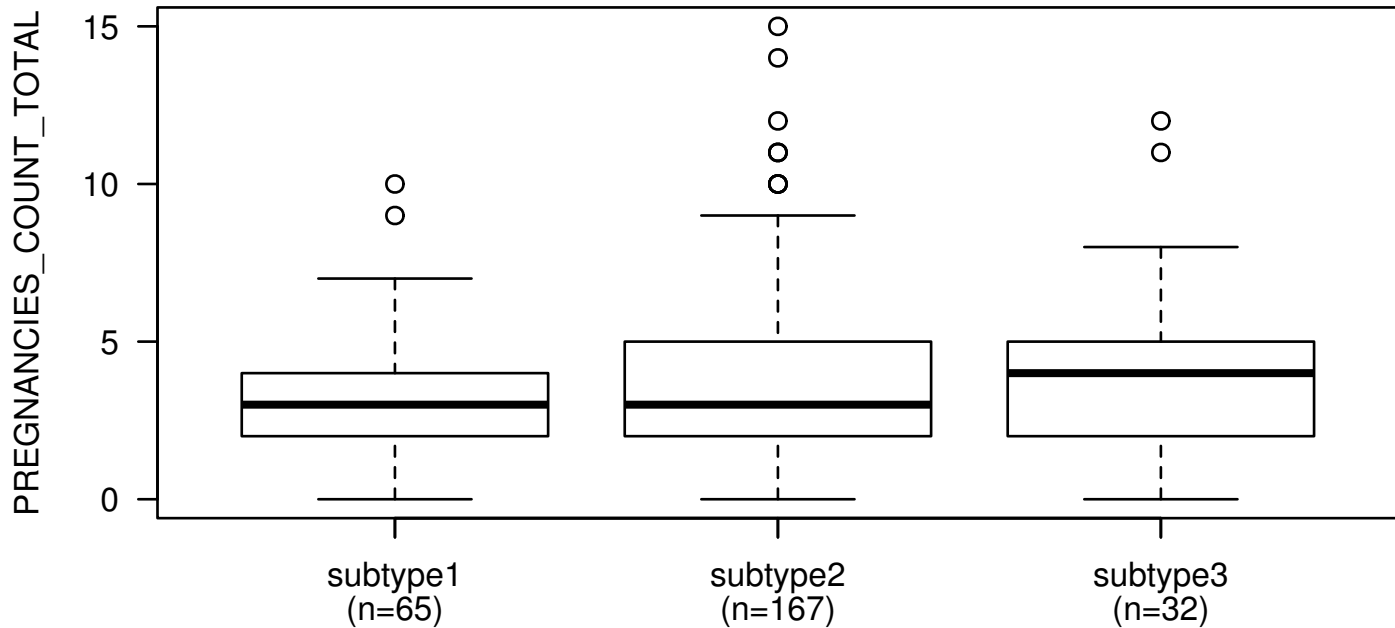 PREGNANCIES_COUNT_TOTAL
15
10
5
0
subtype1
(n=65)
subtype2
(n=167)
subtype3
(n=32)